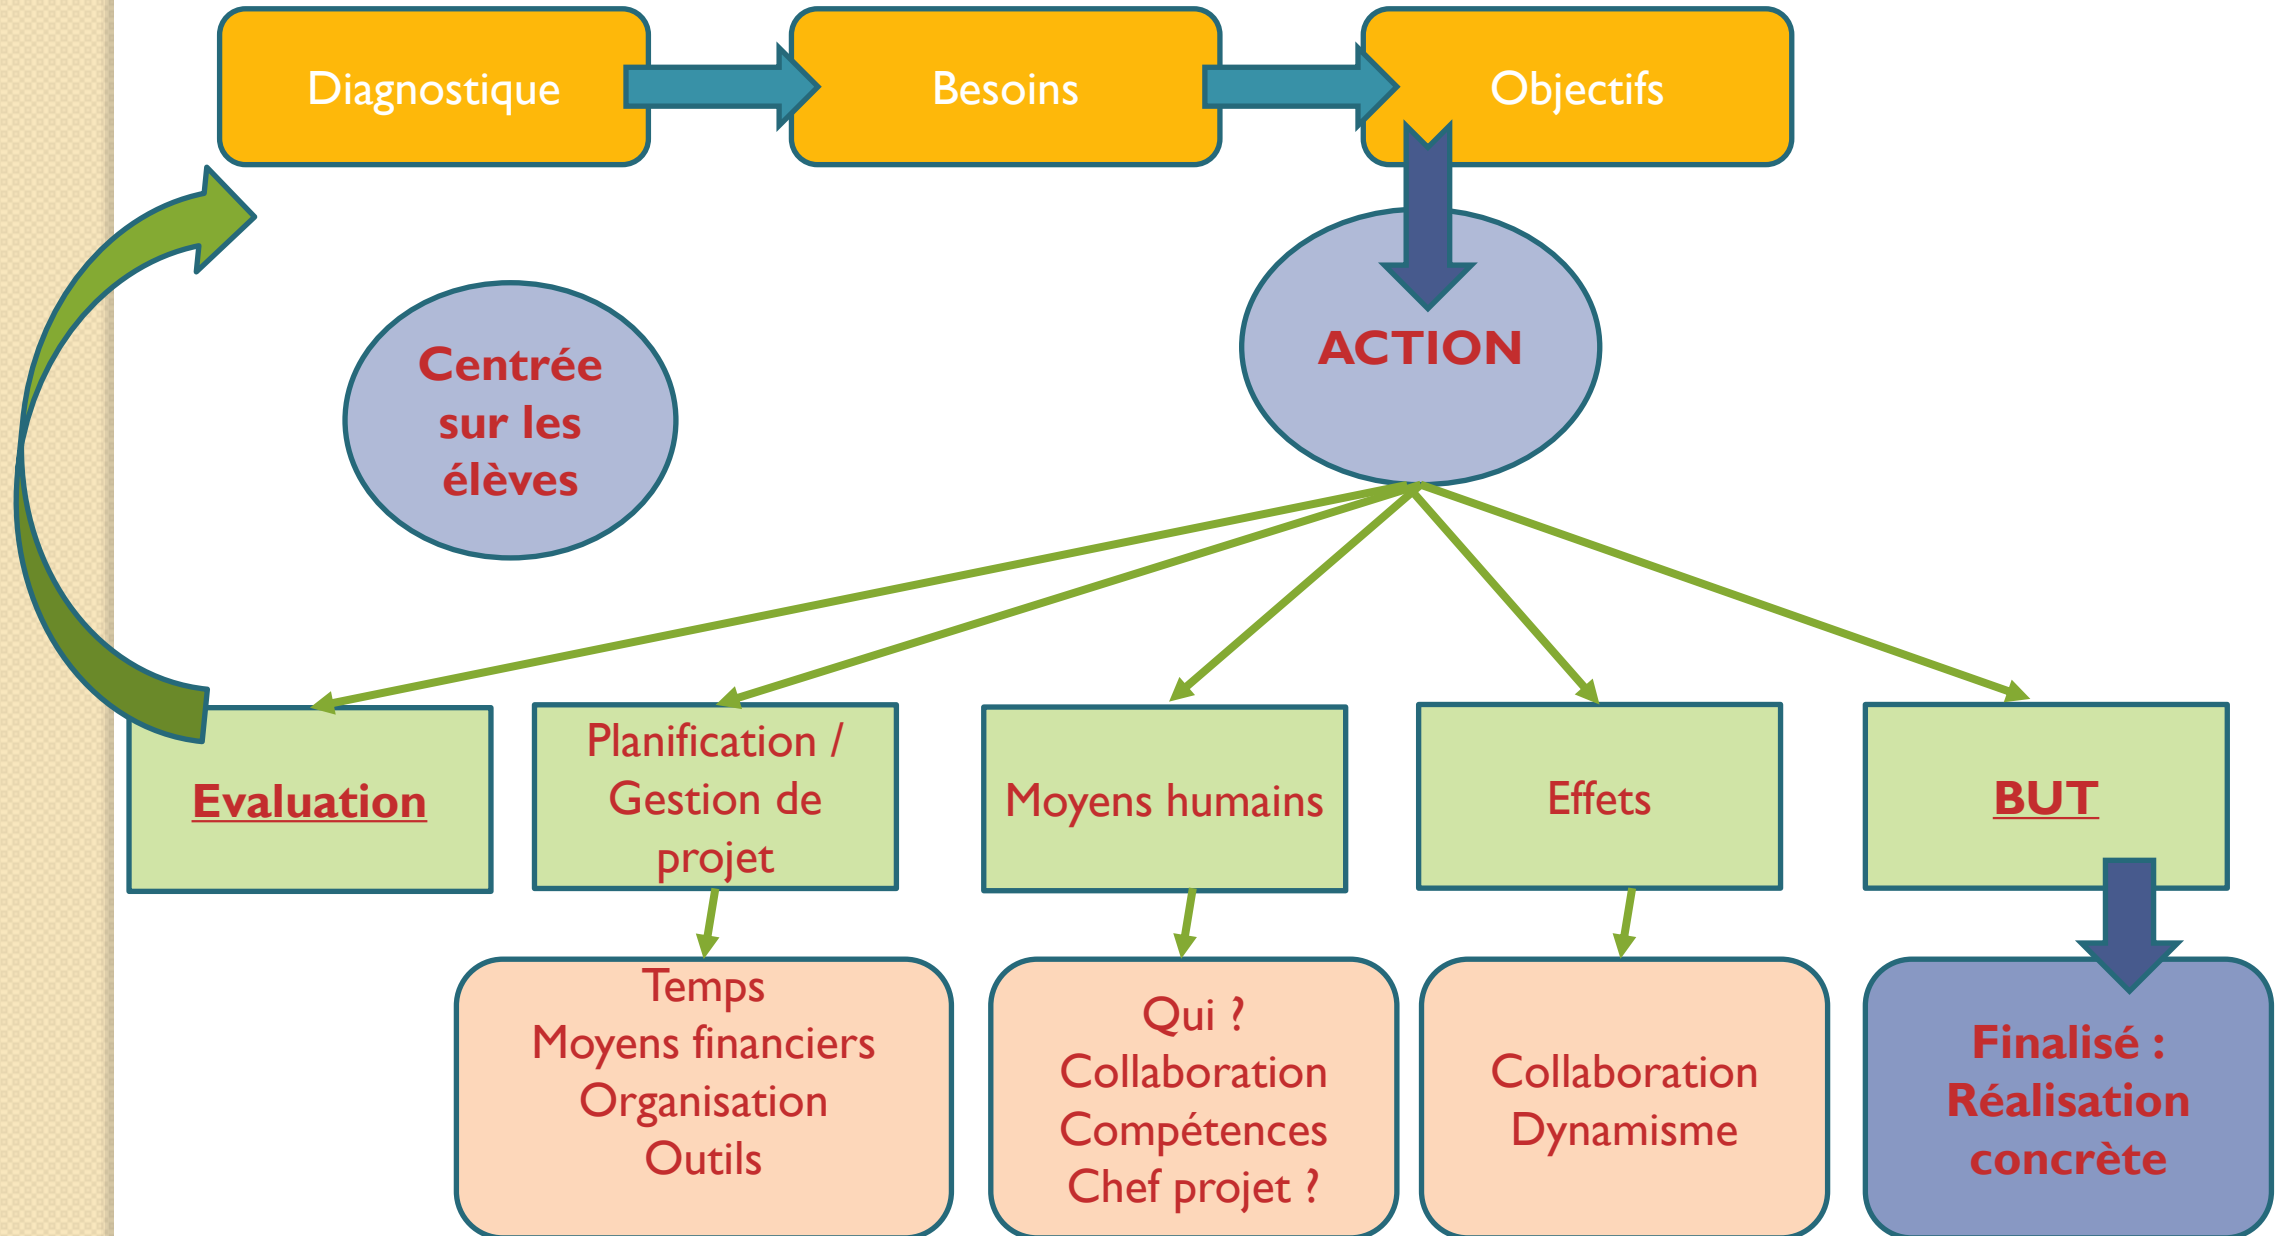 Diagnostique
Besoins
Objectifs
ACTION
Centrée
sur les
élèves
Evaluation
Planification /
Gestion de
projet
Moyens humains
Effets
BUT
Temps
Moyens financiers
Organisation
Outils
Qui ?
Collaboration
Compétences
Chef projet ?
Collaboration
Dynamisme
Finalisé :
Réalisation
concrète